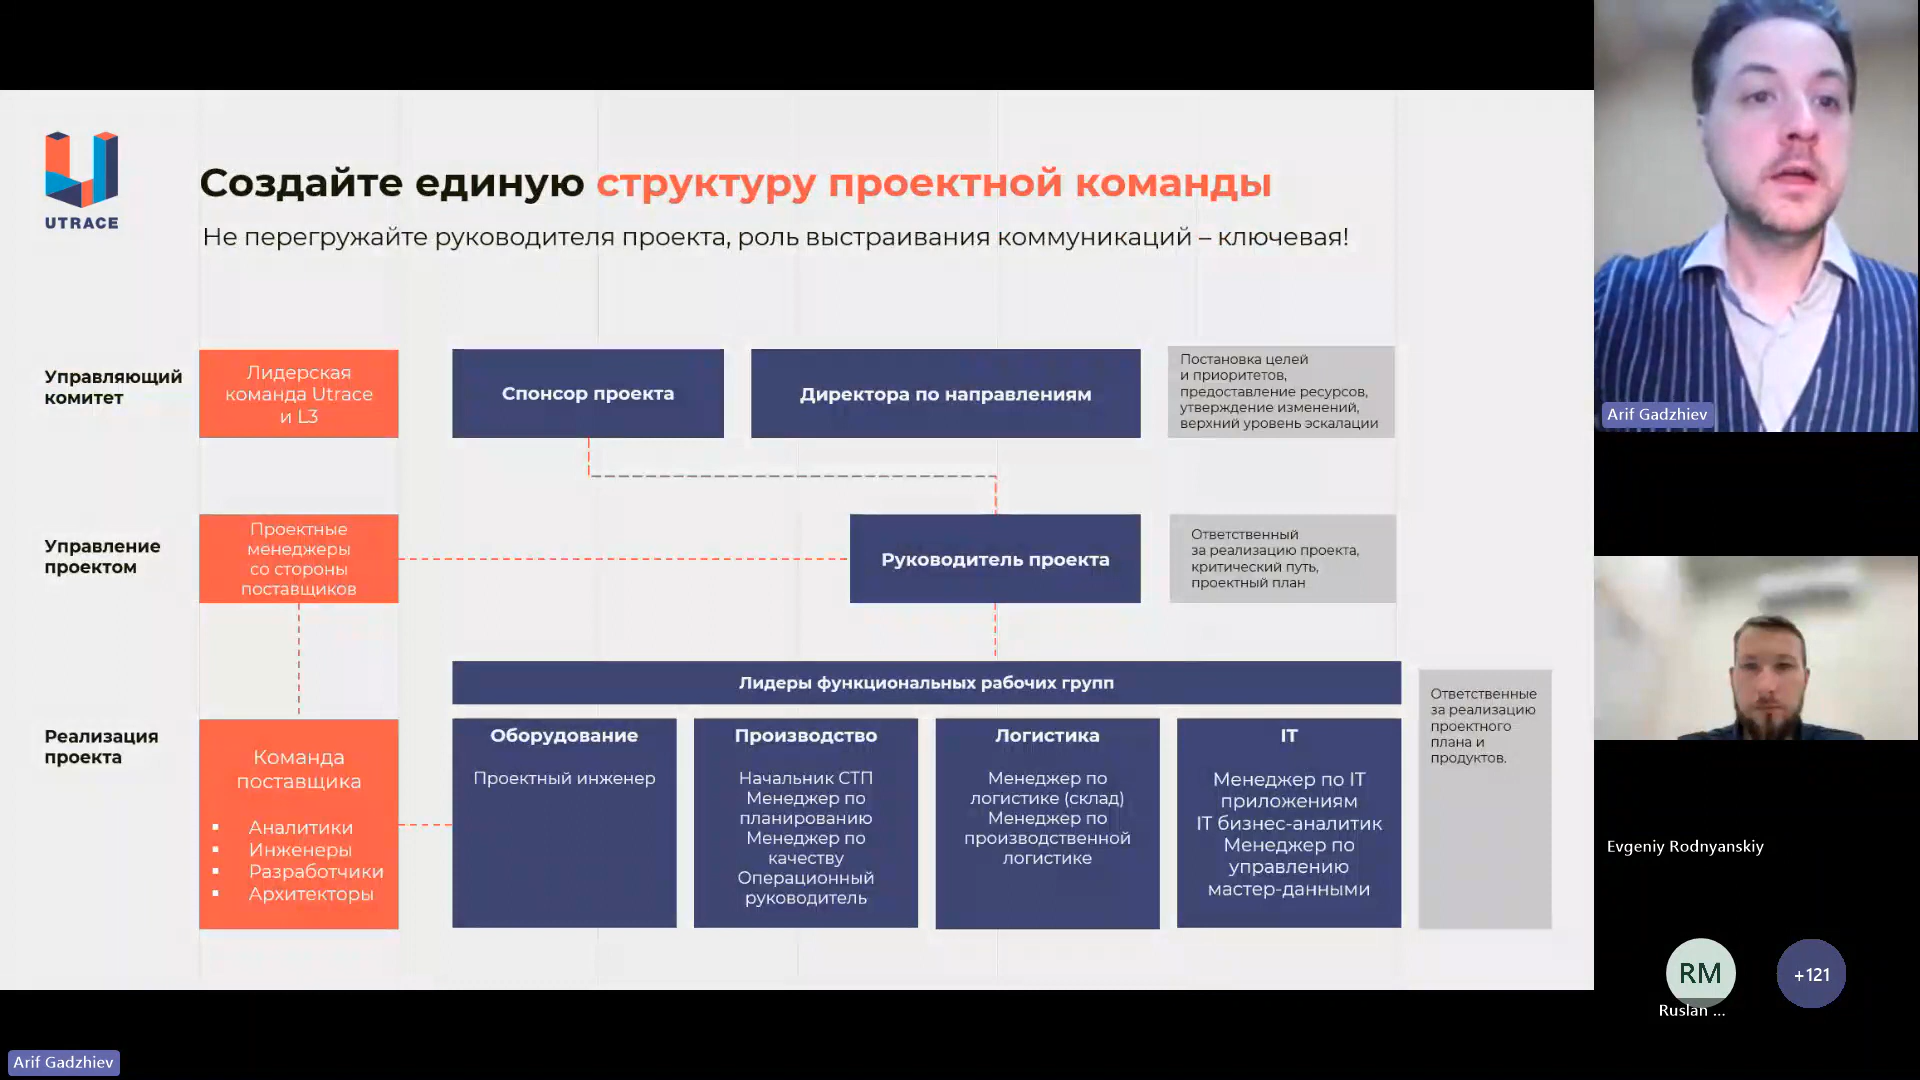 UTRACE
Создайте единую структуру проектной команды
Не перегружайте руководителя проекта, роль выстраивания коммуникаций – ключевая!
Управляющий
комитет
Лидерская
команда Utrace
и L3
Спонсор проекта
Директора по направлениям
Постановка целей
и приоритетов,
предоставление ресурсов,
утверждение изменений,
верхний уровень эскалации
Управление
проектом
Проектные
менеджеры
со стороны
поставщиков
Руководитель проекта
Ответственный
за реализацию проекта,
критический путь,
проектный план
Лидеры функциональных рабочих групп
Реализация
проекта
Команда
поставщика
▪ Аналитики
▪ Инженеры
▪ Разработчики
▪ Архитекторы
Оборудование
Проектный инженер
Производство
Начальник СТП
Менеджер по
планированию
Менеджер по
качеству
Операционный
руководитель
Логистика
Менеджер по
логистике (склад)
Менеджер по
производственной
логистике
IT
Менеджер по IT
приложениям
IT бизнес-аналитик
Менеджер по
управлению
мастер-данными
Ответственные
за реализацию
проектного
плана и
продуктов.
Arif Gadzhiev
Evgeniy Rodnyanskiy
RM
Ruslan ...
+121
Arif Gadzhiev